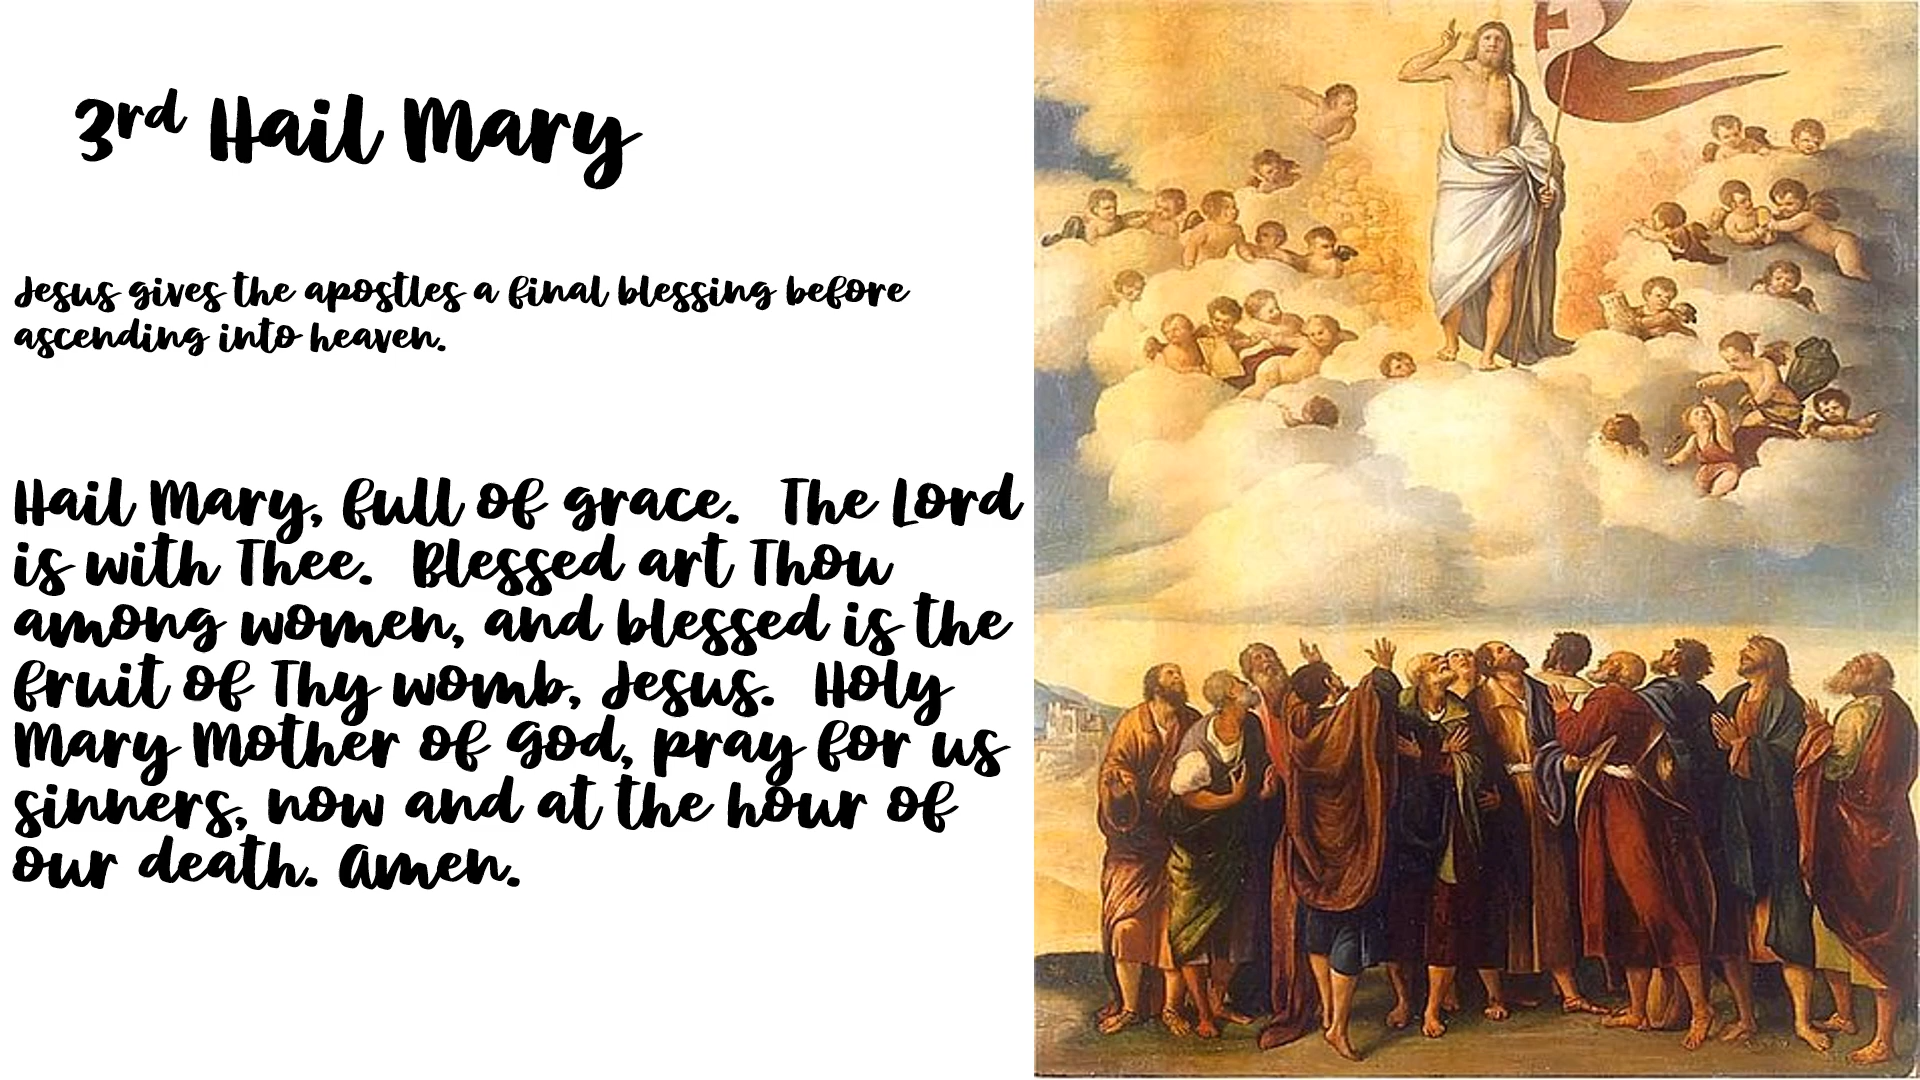 3rd Hail Mary
Jesus gives the apostles a final blessing before
ascending into heaven.
Hail Mary, full of grace.  The Lord
is with Thee.  Blessed art Thou
among women, and blessed is the
fruit of Thy womb, Jesus.  Holy
Mary Mother of God, pray for us
sinners, now and at the hour of
our death. Amen.